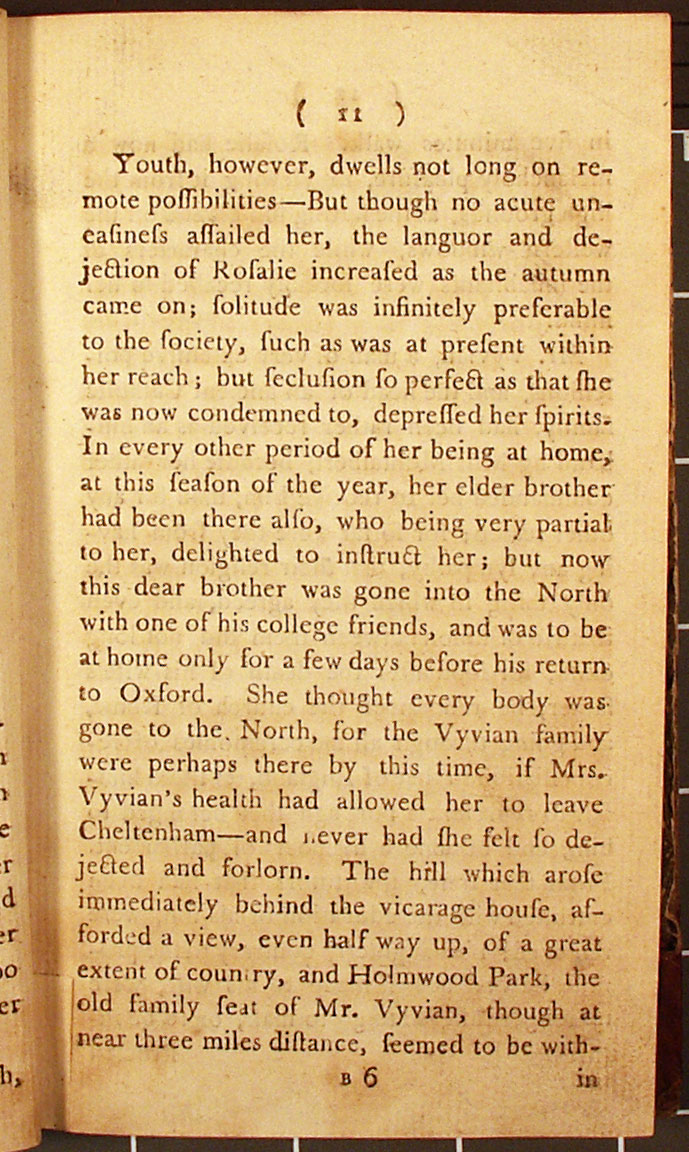 ( 11 )
Youth, however, dwells not long on re-
mote poſſibilities—But though no acute un-
eaſineſs aſſailed her, the languor and de-
jection of Roſalie increaſed as the autumn
came on; ſolitude was infinitely preferable
to the ſociety, ſuch as was at preſent within
her reach; but ſecluſion ſo perfect as that ſhe
was now condemned to, depreſſed her ſpirits.
In every other period of her being at home,
at this ſeaſon of the year, her elder brother
had been there alſo, who being very partial
to her, delighted to inſtruct her; but now
this dear brother was gone into the North
with one of his college friends, and was to be
at home only for a few days before his return
to Oxford. She thought every body was
gone to the North, for the Vyvian family
were perhaps there by this time, if Mrs.
Vyvian's health had allowed her to leave
Cheltenham—and never had ſhe felt ſo de-
jected and forlorn. The hill which aroſe
immediately behind the vicarage houſe, af-
forded a view, even half way up, of a great
extent of country, and Holmwood Park, the
old family ſeat of Mr. Vyvian, though at
near three miles diſtance, ſeemed to be with-
B 6 in